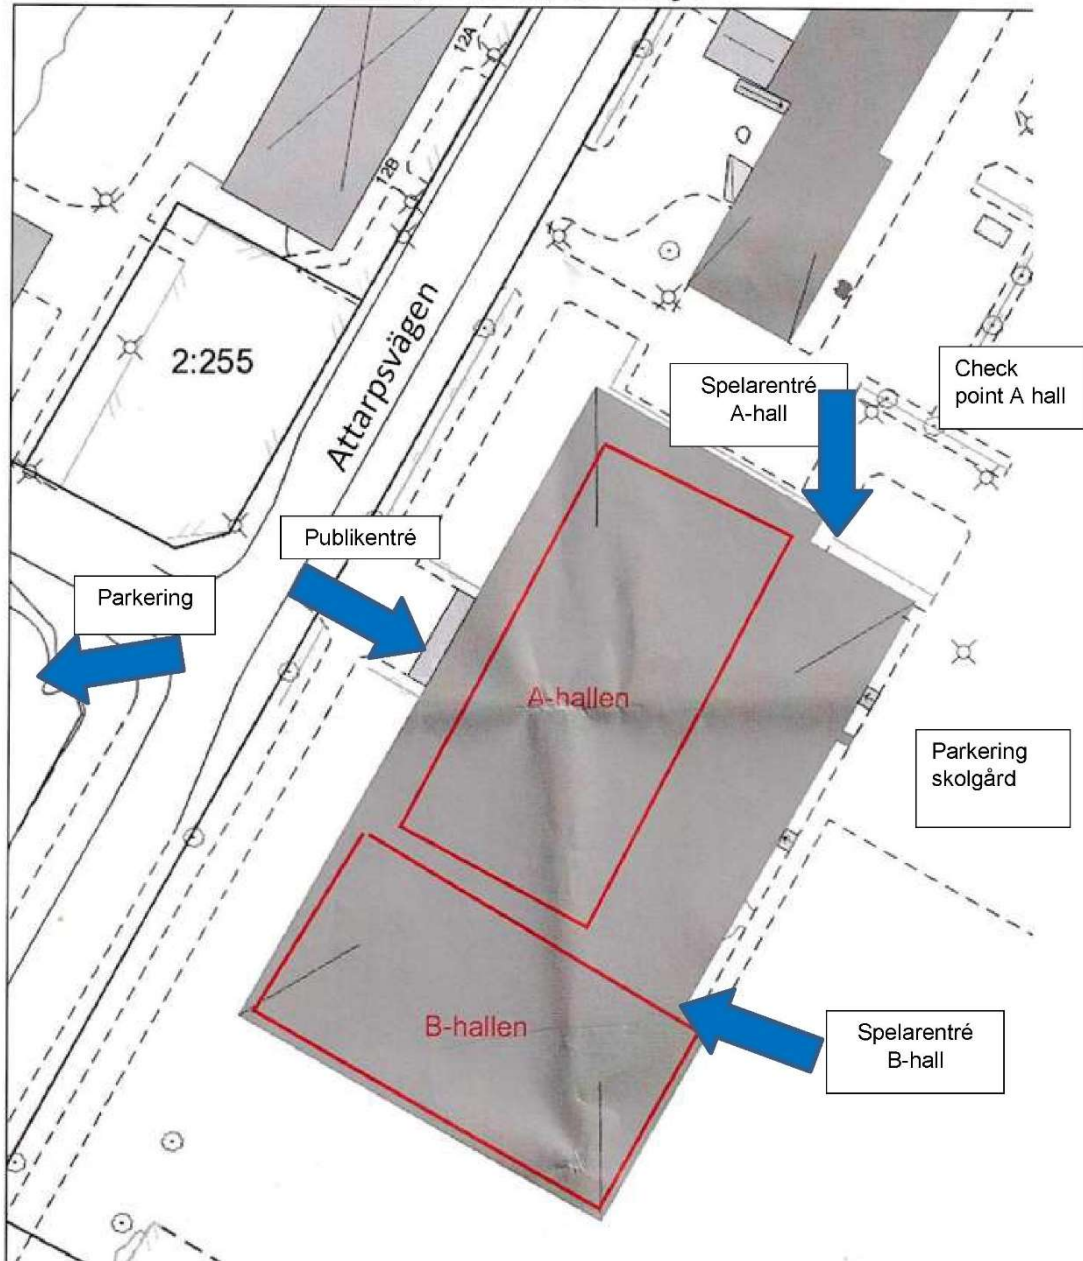 12A
12B
2:255
Attarpsvägen
Spelarentré
A-hall
Check
point A hall
Publikentré
Parkering
A-hallen
Parkering
skolgård
B-hallen
Spelarentré
B-hall